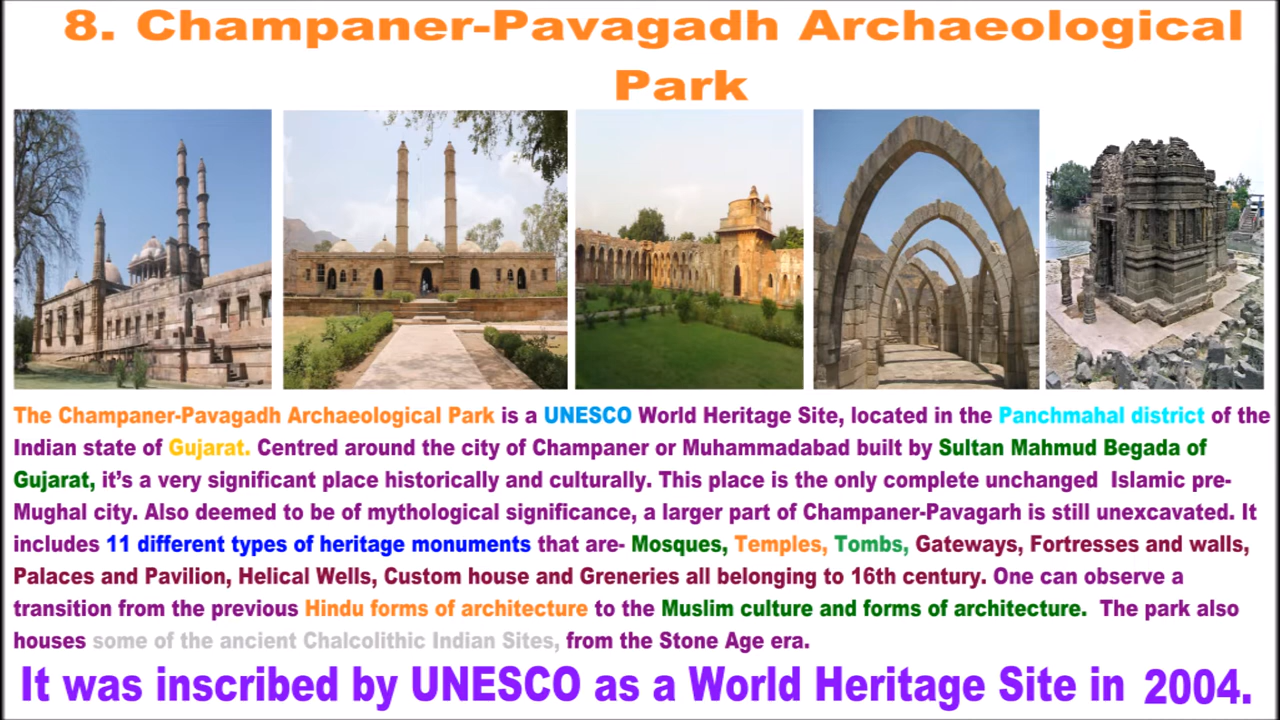 8. Champaner-Pavagadh Archaeological
Park
The Champaner-Pavagadh Archaeological Park is a UNESCO World Heritage Site, located in the Panchmahal district of the
Indian state of Gujarat. Centred around the city of Champaner or Muhammadabad built by Sultan Mahmud Begada of
Gujarat, it’s a very significant place historically and culturally. This place is the only complete unchanged Islamic pre-
Mughal city. Also deemed to be of mythological significance, a larger part of Champaner-Pavagarh is still unexcavated. It
includes 11 different types of heritage monuments that are- Mosques, Temples, Tombs, Gateways, Fortresses and walls,
Palaces and Pavilion, Helical Wells, Custom house and Greneries all belonging to 16th century. One can observe a
transition from the previous Hindu forms of architecture to the Muslim culture and forms of architecture. The park also
houses some of the ancient Chalcolithic Indian Sites, from the Stone Age era.
It was inscribed by UNESCO as a World Heritage Site in 2004.